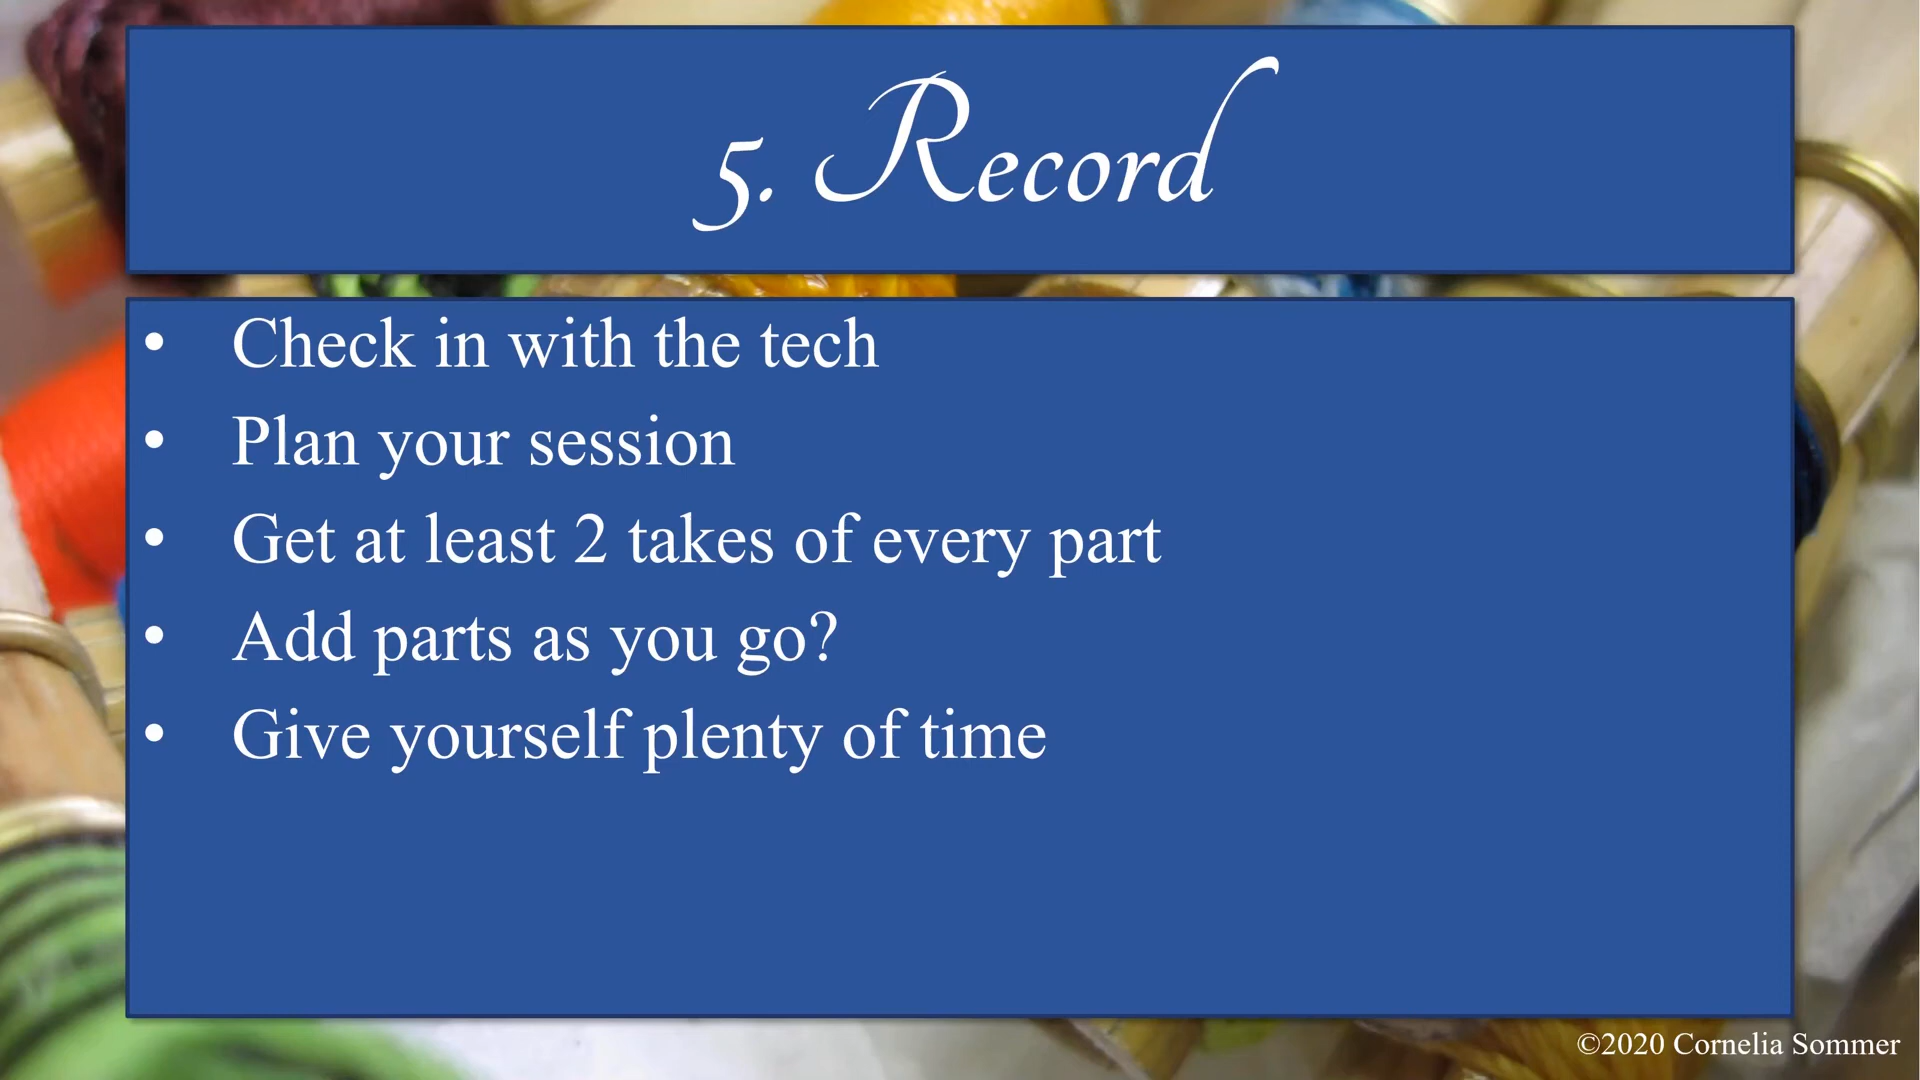 5. Record
• Check in with the tech
• Plan your session
• Get at least 2 takes of every part
• Add parts as you go?
• Give yourself plenty of time
©2020 Cornelia Sommer